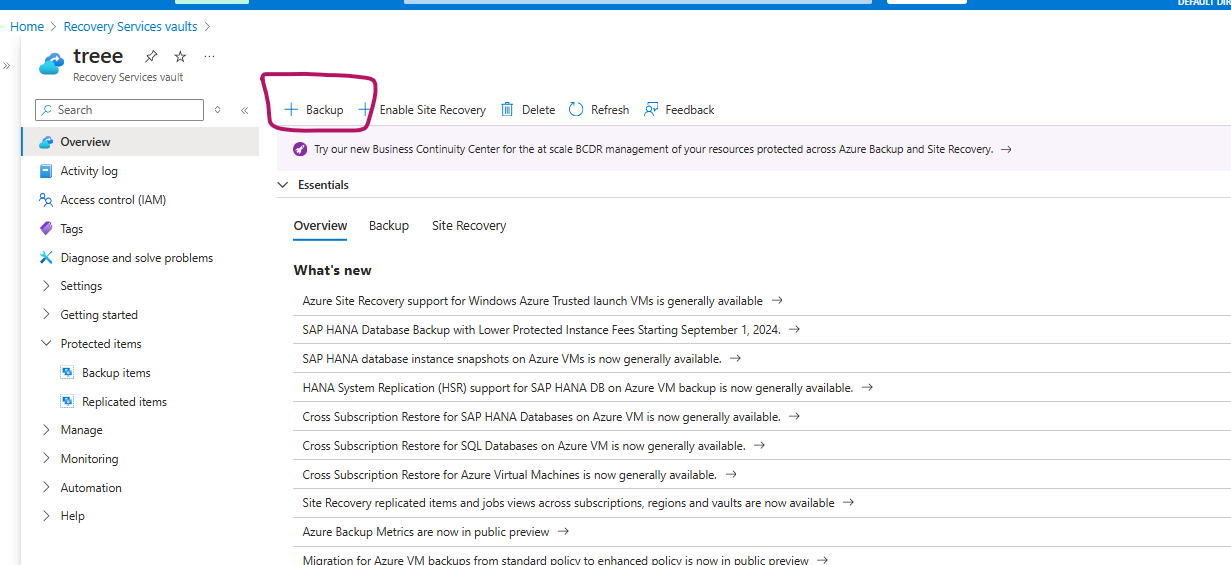 DEFAULT DIR
Home > Recovery Services vaults >
treee
Recovery Services vault
Search
Overview
Activity log
Access control (IAM)
Tags
Diagnose and solve problems
Settings
Getting started
Protected items
Backup items
Replicated items
Manage
Monitoring
Automation
Help
+ Backup + Enable Site Recovery Delete Refresh Feedback
Try our new Business Continuity Center for the at scale BCDR management of your resources protected across Azure Backup and Site Recovery. →
Essentials
Overview Backup Site Recovery
What's new
Azure Site Recovery support for Windows Azure Trusted launch VMs is generally available →
SAP HANA Database Backup with Lower Protected Instance Fees Starting September 1, 2024. →
SAP HANA database instance snapshots on Azure VMs is now generally available. →
HANA System Replication (HSR) support for SAP HANA DB on Azure VM backup is now generally available. →
Cross Subscription Restore for SAP HANA Databases on Azure VM is now generally available. →
Cross Subscription Restore for SQL Databases on Azure VM is now generally available. →
Cross Subscription Restore for Azure Virtual Machines is now generally available. →
Site Recovery replicated items and jobs views across subscriptions, regions and vaults are now available →
Azure Backup Metrics are now in public preview →
Migration for Azure VM backups from standard policy to enhanced policy is now in public preview →